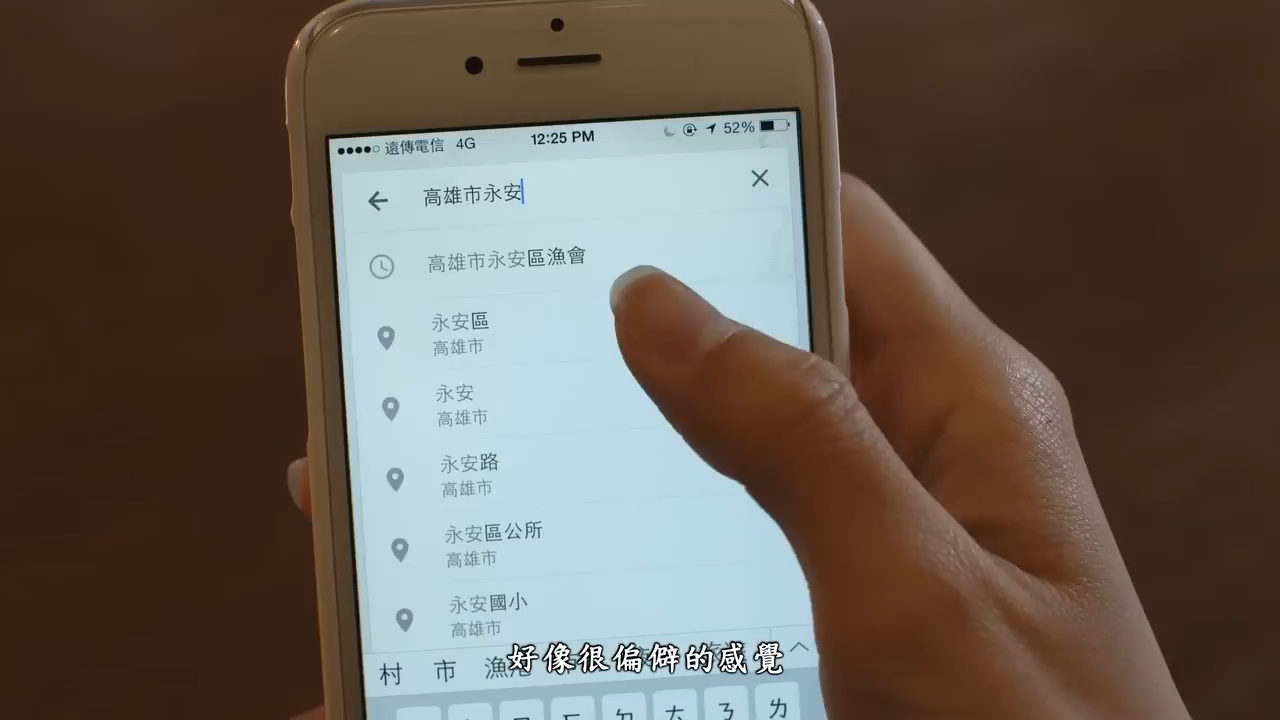 遠傳電信 4G 12:25 PM 52%
高雄市永安
高雄市永安區漁會
永安區
高雄市
永安
高雄市
永安路
高雄市
永安區公所
高雄市
永安國小
高雄市
村 市 漁港
好像很偏僻的感覺
ㄅ ㄊ ㄋ ㄌ